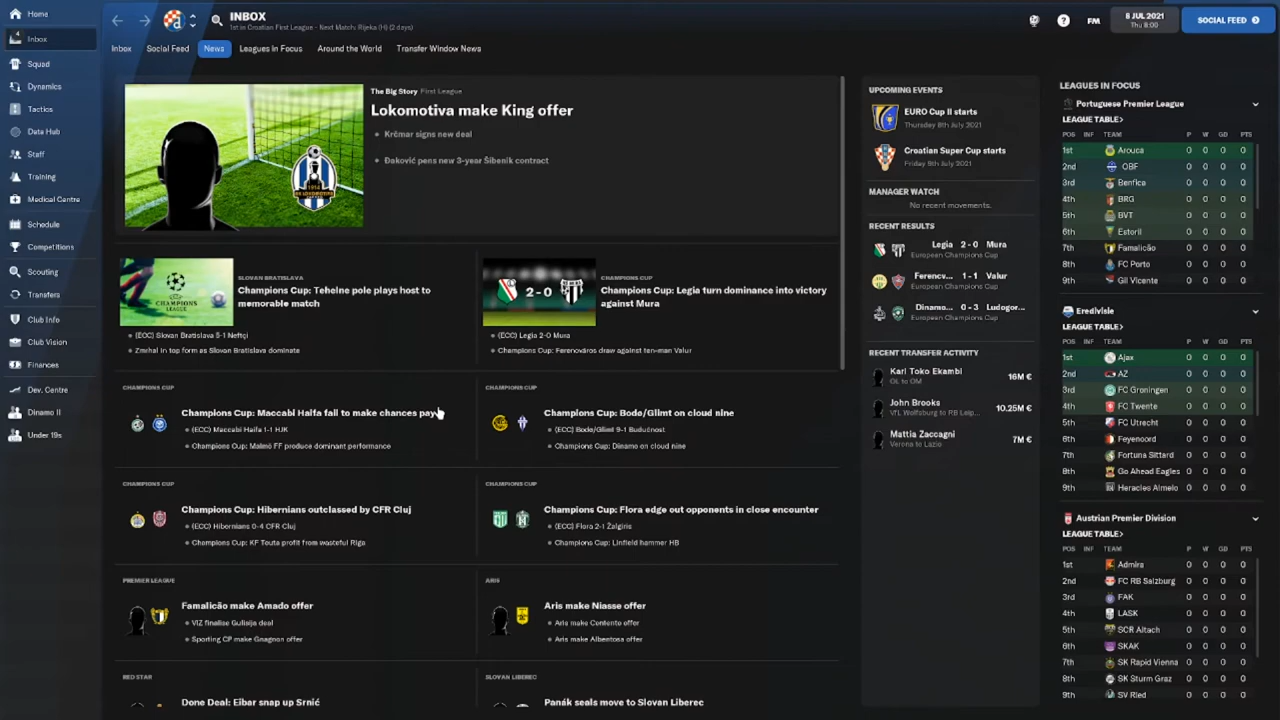 Home
Inbox
Squad
Dynamics
Tactics
Data Hub
Staff
Training
Medical Centre
Schedule
Competitions
Scouting
Transfers
Club Info
Club Vision
Finances
Dev. Centre
Dinamo II
Under 19s
INBOX
1st in Croatian First League - Next Match: Rijeka (H) (2 days)
FM
8 JUL 2021
Thu 8:00
SOCIAL FEED
Inbox Social Feed News Leagues In Focus Around the World Transfer Window News
The Big Story First League
Lokomotiva make King offer
Krčmar signs new deal
Đaković pens new 3-year Šibenik contract
SLOVAN BRATISLAVA
Champions Cup: Tehelne pole plays host to
memorable match
(ECC) Slovan Bratislava 5-1 Neftçi
Zmrhal in top form as Slovan Bratislava dominate
CHAMPIONS LEAGUE
2-0
CHAMPIONS CUP
Champions Cup: Legia turn dominance into victory
against Mura
(ECC) Legia 2-0 Mura
Champions Cup: Ferencváros draw against ten-man Valur
CHAMPIONS CUP
Champions Cup: Maccabi Haifa fail to make chances pay
(ECC) Maccabi Haifa 1-1 HJK
Champions Cup: Malmö FF produce dominant performance
CHAMPIONS CUP
Champions Cup: Bodø/Glimt on cloud nine
(ECC) Bodø/Glimt 9-1 Budućnost
Champions Cup: Dinamo on cloud nine
CHAMPIONS CUP
Champions Cup: Hibernians outclassed by CFR Cluj
(ECC) Hibernians 0-4 CFR Cluj
Champions Cup: KF Teuta profit from wasteful Riga
CHAMPIONS CUP
Champions Cup: Flora edge out opponents in close encounter
(ECC) Flora 2-1 Žalgiris
Champions Cup: Linfield hammer HB
PREMIER LEAGUE
Famalicão make Amado offer
VIZ finalise Gulisija deal
Sporting CP make Gnagnon offer
ARIS
Aris make Niasse offer
Aris make Contento offer
Aris make Albentosa offer
RED STAR
Done Deal: Eibar snap up Srnić
SLOVAN LIBEREC
Panák seals move to Slovan Liberec
UPCOMING EVENTS
EURO Cup II starts
Thursday 8th July 2021
Croatian Super Cup starts
Friday 9th July 2021
MANAGER WATCH
No recent movements.
RECENT RESULTS
Legia 2-0 Mura
European Champions Cup
Ferencv... 1-1 Valur
European Champions Cup
Dinamo... 0-3 Ludogor...
European Champions Cup
RECENT TRANSFER ACTIVITY
Karl Toko Ekambi
OL to OM
16M €
John Brooks
VfL Wolfsburg to RB Leip...
10.25M €
Mattia Zaccagni
Verona to Lazio
7M €
LEAGUES IN FOCUS
Portuguese Premier League
LEAGUE TABLE>
POS INF TEAM P W GD PTS
1st Arouca 0 0 0 0
2nd OBF 0 0 0 0
3rd Benfica 0 0 0 0
4th BRG 0 0 0 0
5th BVT 0 0 0 0
6th Estoril 0 0 0 0
7th Famalicão 0 0 0 0
8th FC Porto 0 0 0 0
9th Gil Vicente 0 0 0 0
Eredivisie
LEAGUE TABLE>
POS INF TEAM P W GD PTS
1st Ajax 0 0 0 0
2nd AZ 0 0 0 0
3rd FC Groningen 0 0 0 0
4th FC Twente 0 0 0 0
5th FC Utrecht 0 0 0 0
6th Feyenoord 0 0 0 0
7th Fortuna Sittard 0 0 0 0
8th Go Ahead Eagles 0 0 0 0
9th Heracles Almelo 0 0 0 0
Austrian Premier Division
LEAGUE TABLE>
POS INF TEAM P W GD PTS
1st Admira 0 0 0 0
2nd FC RB Salzburg 0 0 0 0
3rd FAK 0 0 0 0
4th LASK 0 0 0 0
5th SCR Altach 0 0 0 0
6th SKAK 0 0 0 0
7th SK Rapid Vienna 0 0 0 0
8th SK Sturm Graz 0 0 0 0
9th SV Ried 0 0 0 0